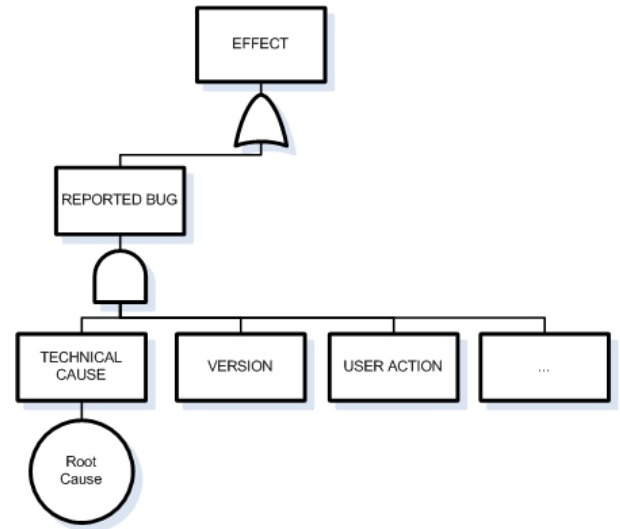 EFFECT
REPORTED BUG
TECHNICAL
CAUSE
VERSION
USER ACTION
...
Root
Cause